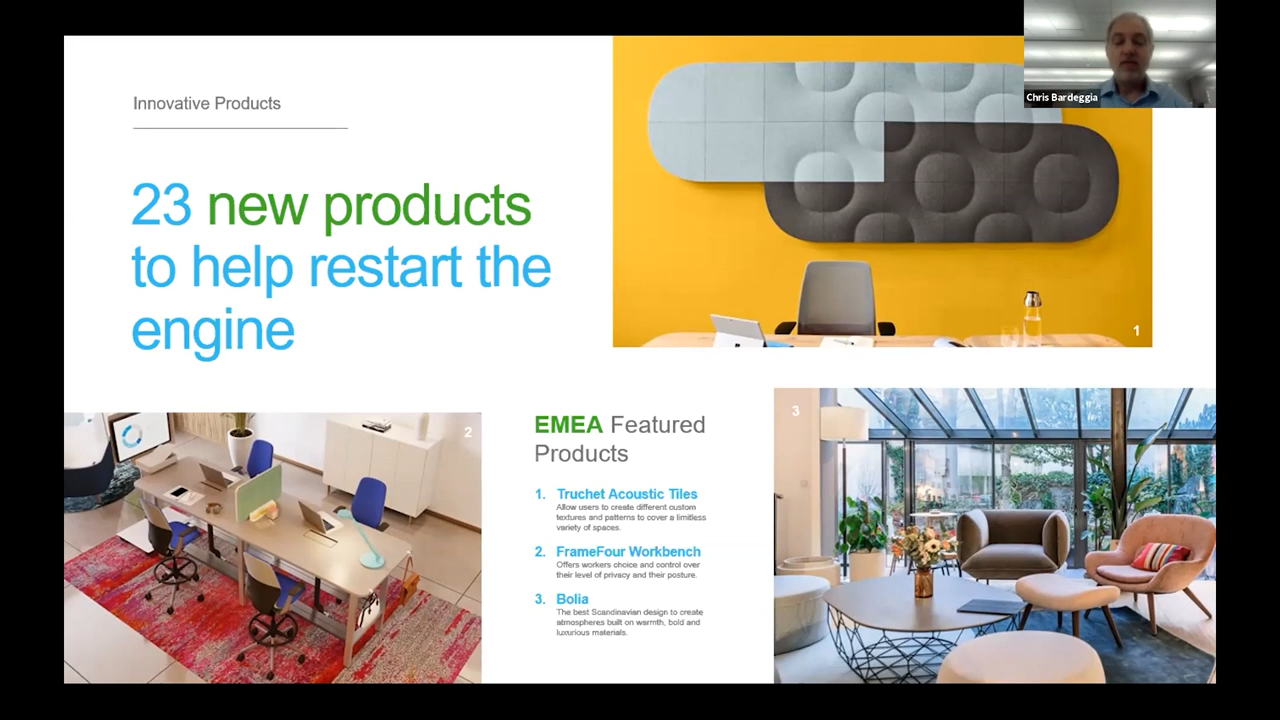 Innovative Products
23 new products
to help restart the
engine
Chris Bardeggia
1
2
EMEA Featured
Products
1. Truchet Acoustic Tiles
Allow users to create different custom
textures and patterns to cover a limitless
variety of spaces.
2. FrameFour Workbench
Offers workers choice and control over
their level of privacy and their posture.
3. Bolia
The best Scandinavian design to create
atmospheres built on warmth, bold and
luxurious materials.
3